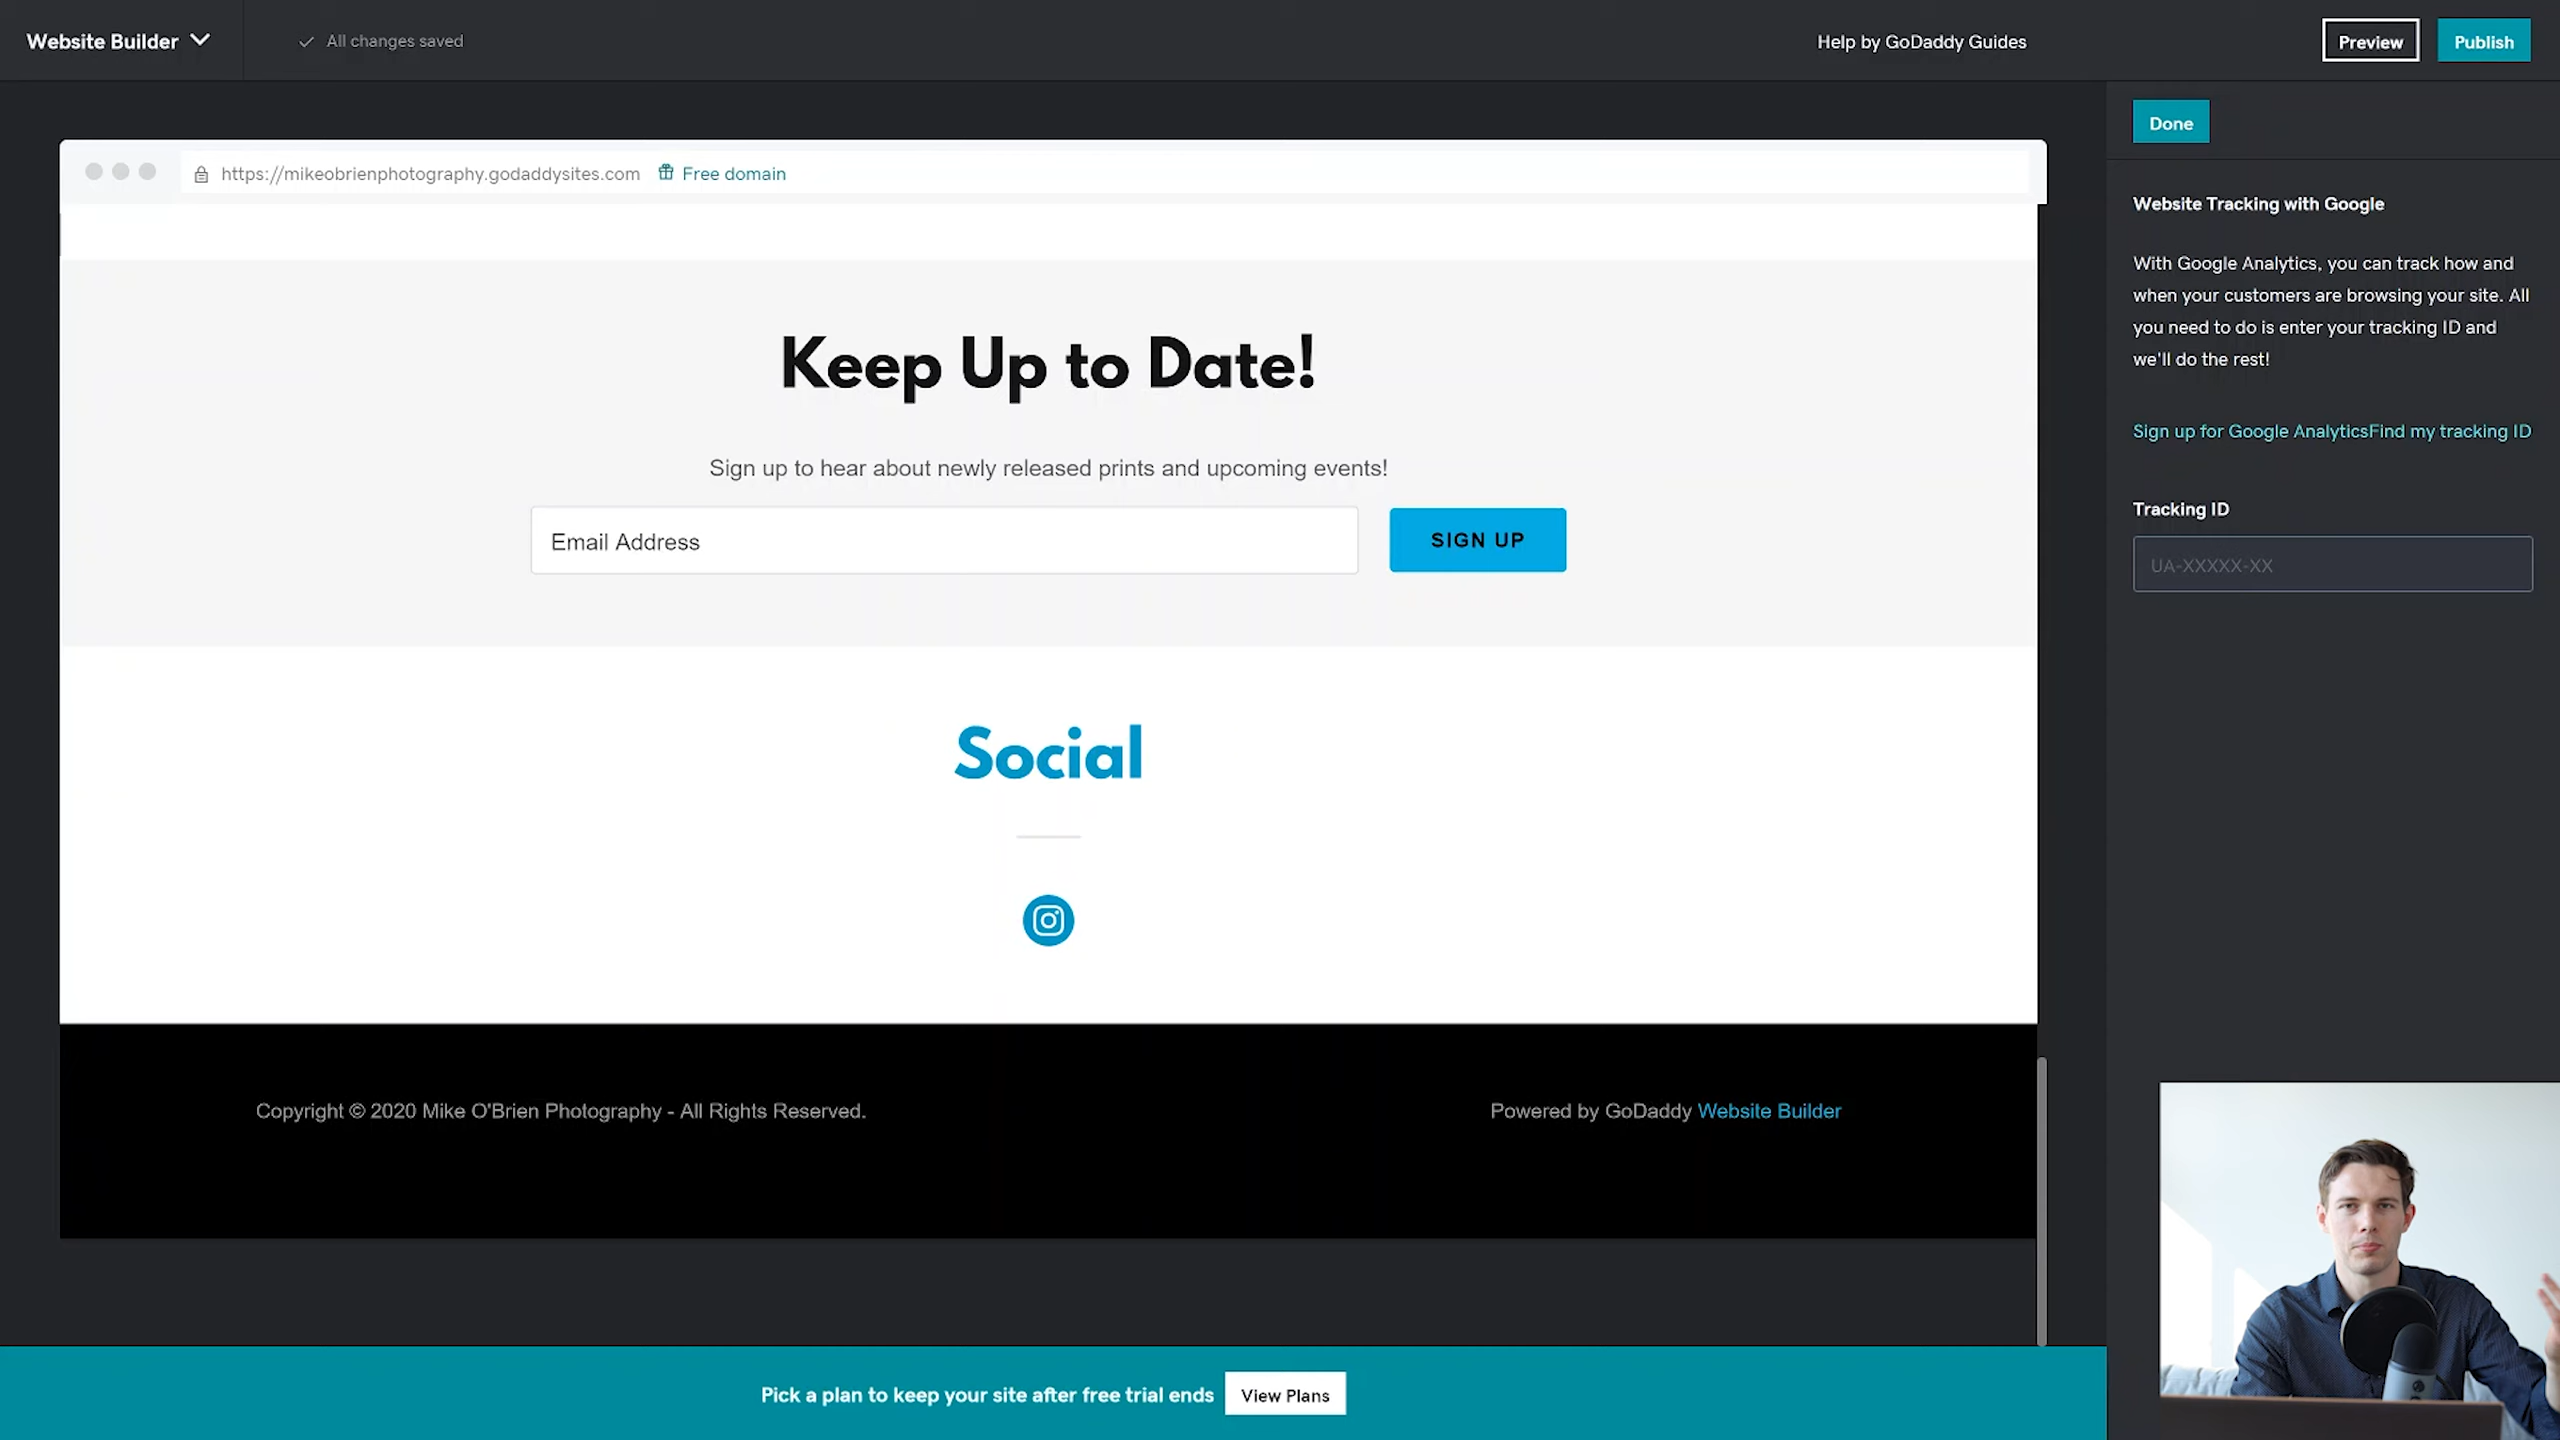 Website Builder
All changes saved
Help by GoDaddy Guides
Preview
Publish
Done
https://mikeobrienphotography.godaddysites.com
Free domain
Keep Up to Date!
Sign up to hear about newly released prints and upcoming events!
Email Address
SIGN UP
Social
Copyright © 2020 Mike O'Brien Photography - All Rights Reserved.
Powered by GoDaddy Website Builder
Pick a plan to keep your site after free trial ends
View Plans
Website Tracking with Google
With Google Analytics, you can track how and
when your customers are browsing your site. All
you need to do is enter your tracking ID and
we'll do the rest!
Sign up for Google AnalyticsFind my tracking ID
Tracking ID
UA-XXXXX-XX